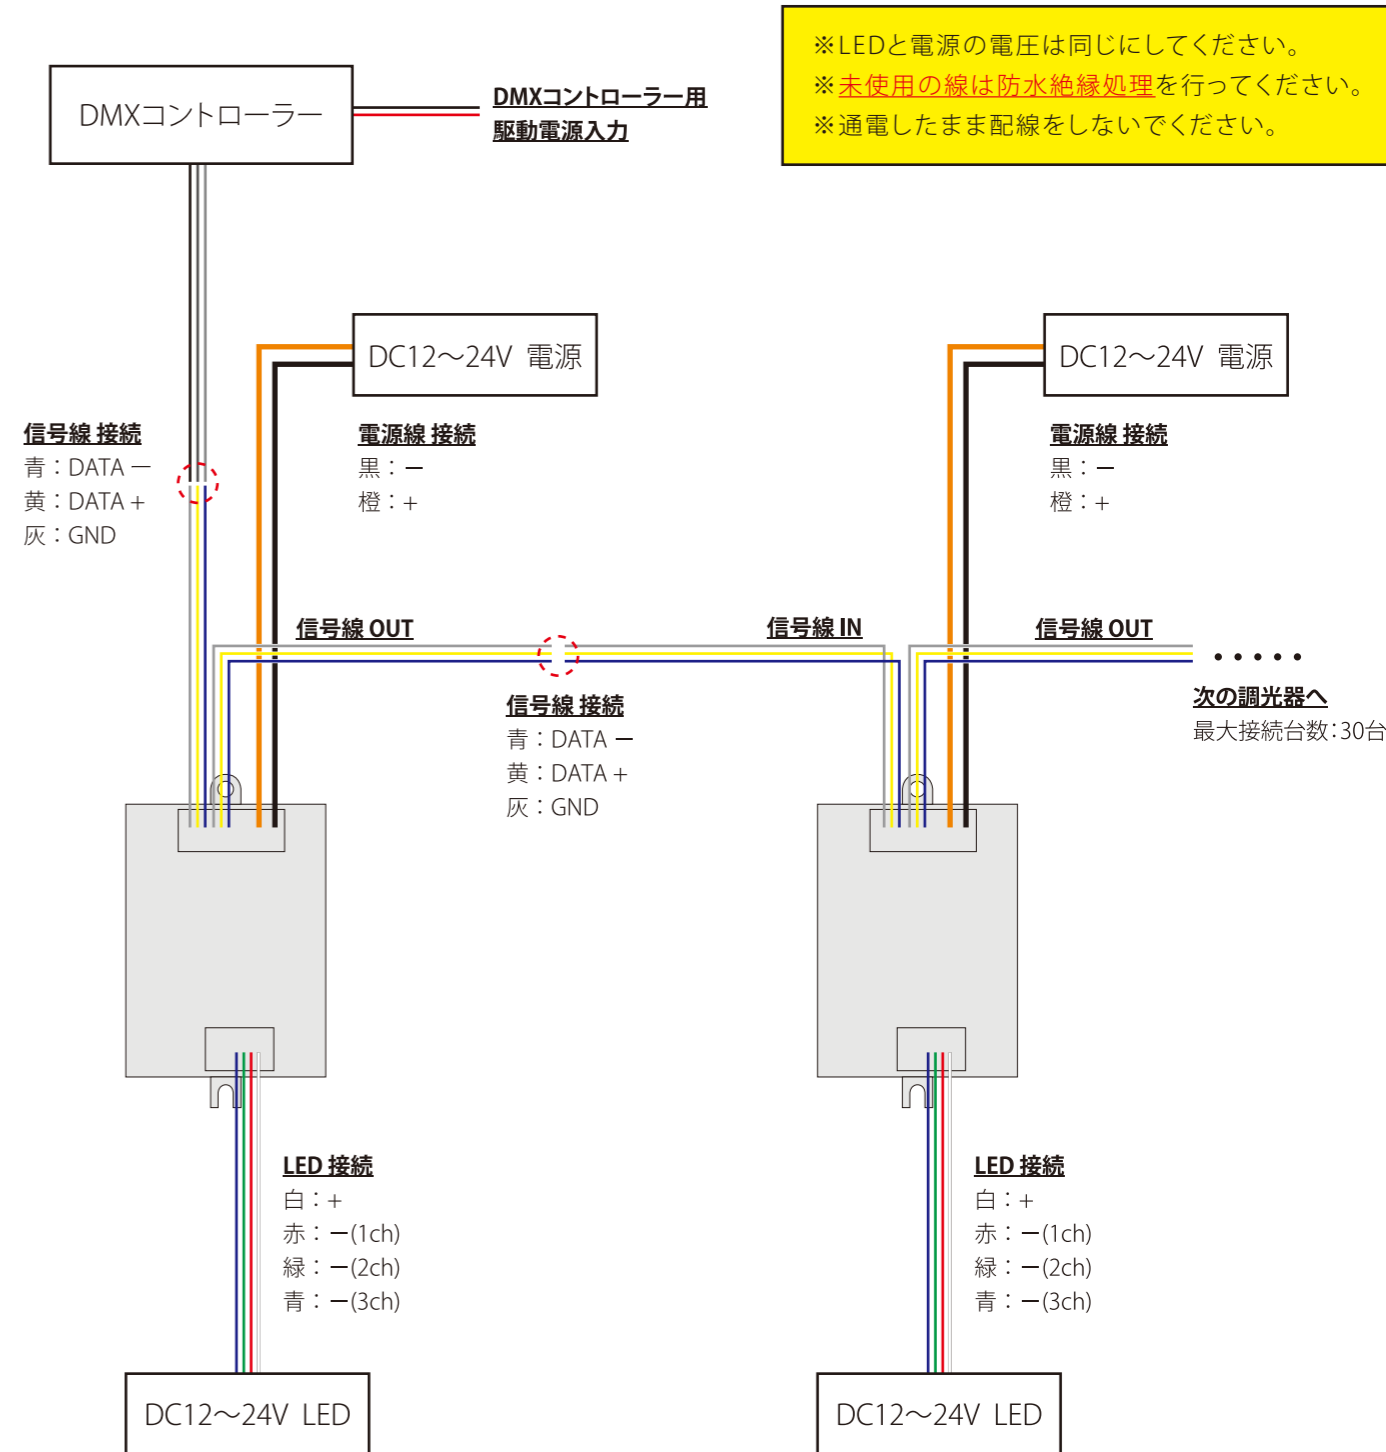 ※LEDと電源の電圧は同じにしてください。
※未使用の線は防水絶縁処理を行ってください。
※通電したまま配線をしないでください。
DMXコントローラー
DMXコントローラー用
駆動電源入力
DC12～24V 電源
DC12～24V 電源
信号線 接続
青：DATA －
黄：DATA +
灰：GND
電源線 接続
黒：－
橙：+
電源線 接続
黒：－
橙：+
信号線 OUT
信号線 IN
信号線 OUT
・・・・・
信号線 接続
青：DATA －
黄：DATA +
灰：GND
次の調光器へ
最大接続台数：30台
LED 接続
白：+
赤：－(1ch)
緑：－(2ch)
青：－(3ch)
LED 接続
白：+
赤：－(1ch)
緑：－(2ch)
青：－(3ch)
DC12～24V LED
DC12～24V LED